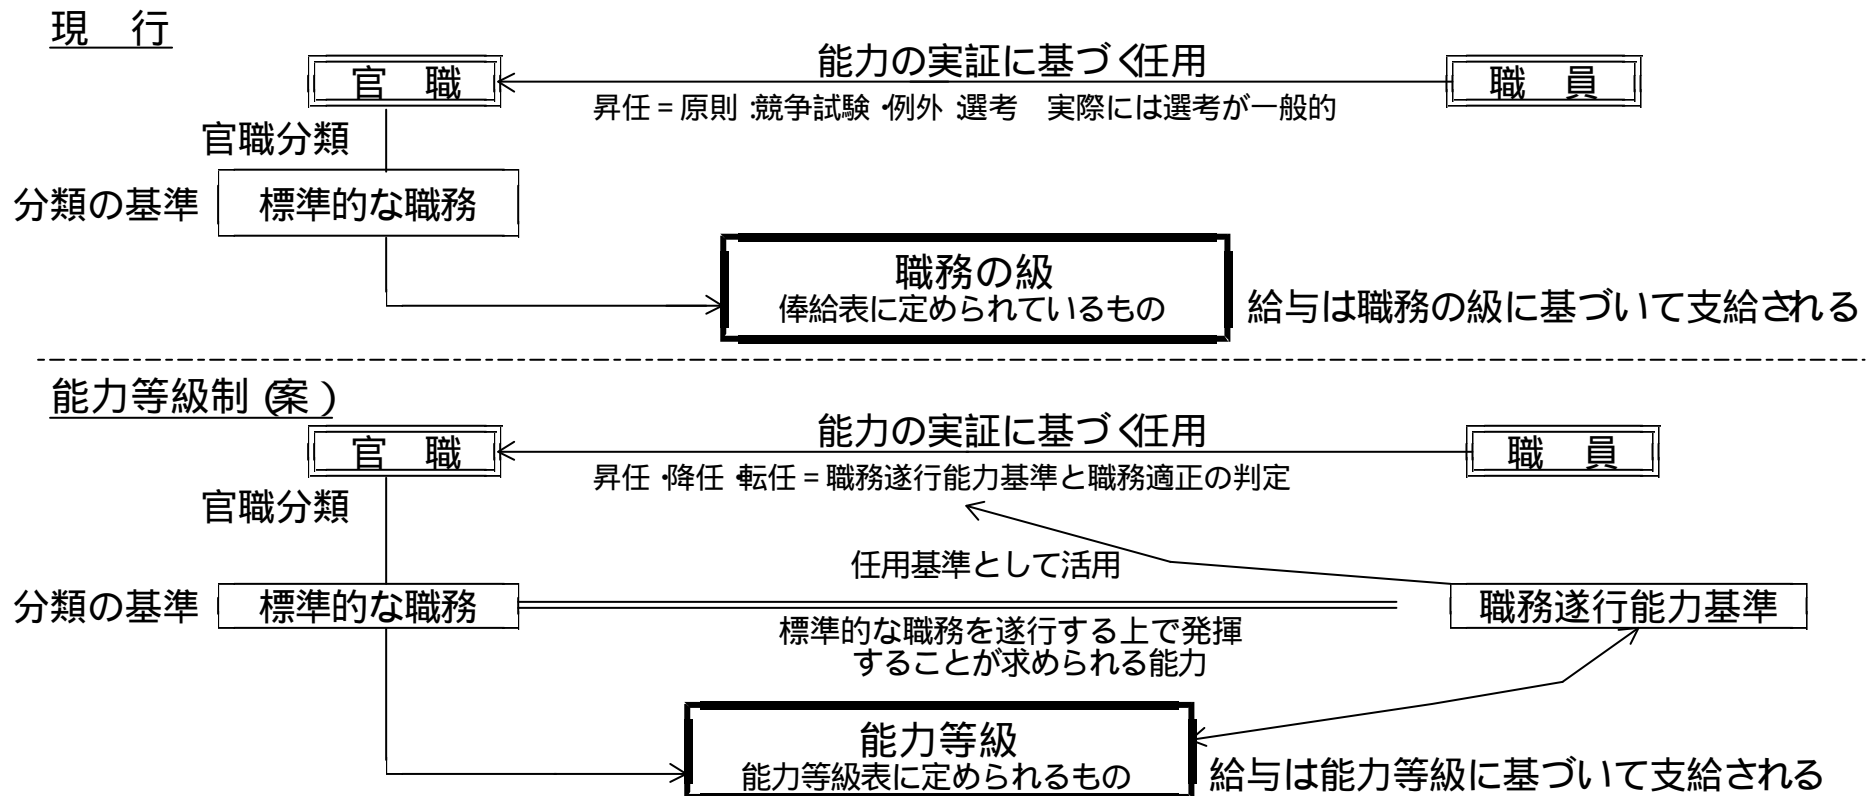 現　行
能力の実証に基づく任用
官　職
職　員
昇任＝原則：競争試験・例外：選考　実際には選考が一般的
官職分類
分類の基準
標準的な職務
職務の級
俸給表に定められているもの
給与は職務の級に基づいて支給される
能力等級制（案）
能力の実証に基づく任用
官　職
職　員
昇任・降任・転任＝職務遂行能力基準と職務適正の判定
官職分類
任用基準として活用
分類の基準
標準的な職務
職務遂行能力基準
標準的な職務を遂行する上で発揮
することが求められる能力
能力等級
能力等級表に定められるもの
給与は能力等級に基づいて支給される